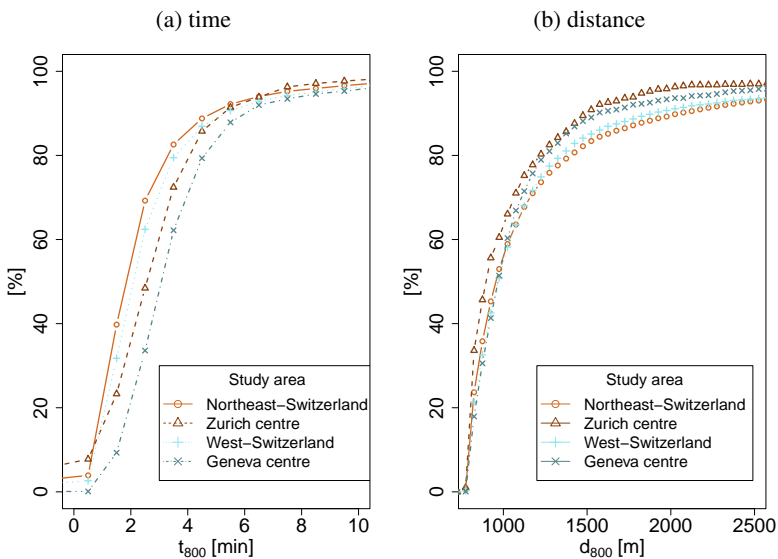 (a) time
(b) distance
100
80
60
40
20
0
[%]
0 2 4 6 8 10
t800 [min]
Study area
Northeast−Switzerland
Zurich centre
West−Switzerland
Geneva centre
100
80
60
40
20
0
[%]
1000 1500 2000 2500
d800 [m]
Study area
Northeast−Switzerland
Zurich centre
West−Switzerland
Geneva centre